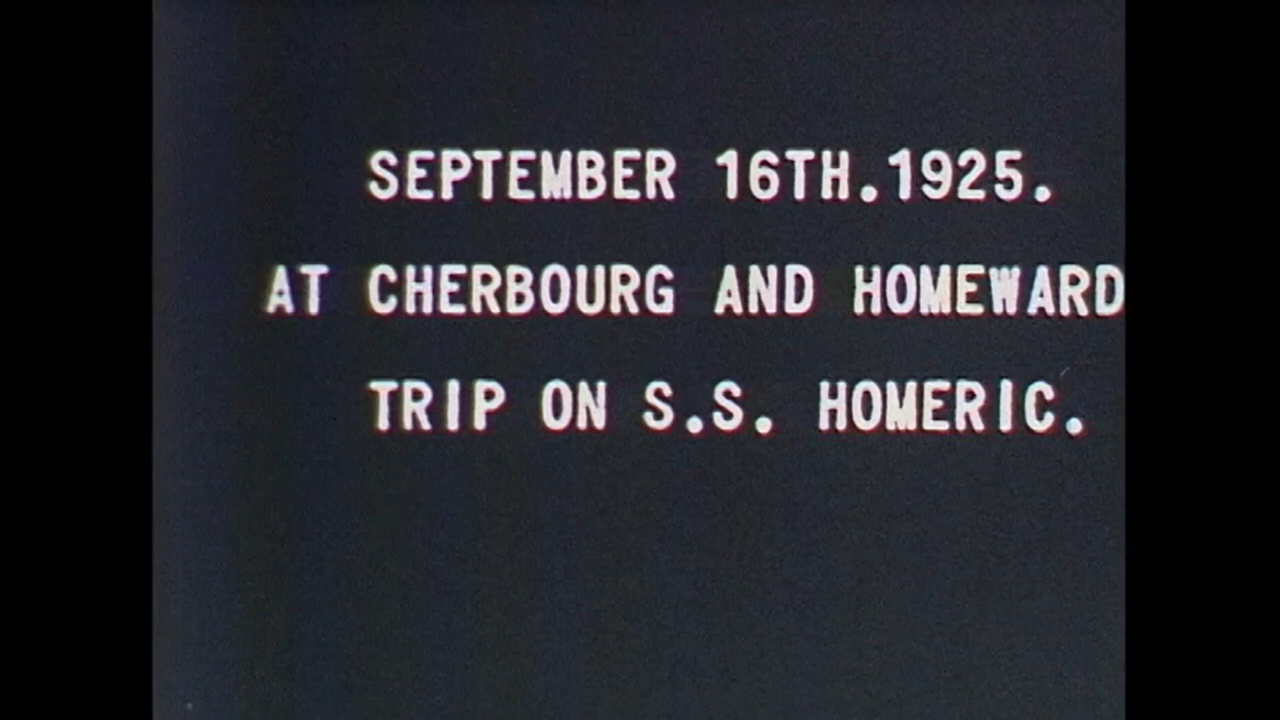 SEPTEMBER 16TH.1925.
AT CHERBOURG AND HOMEWARD
TRIP ON S.S. HOMERIC.